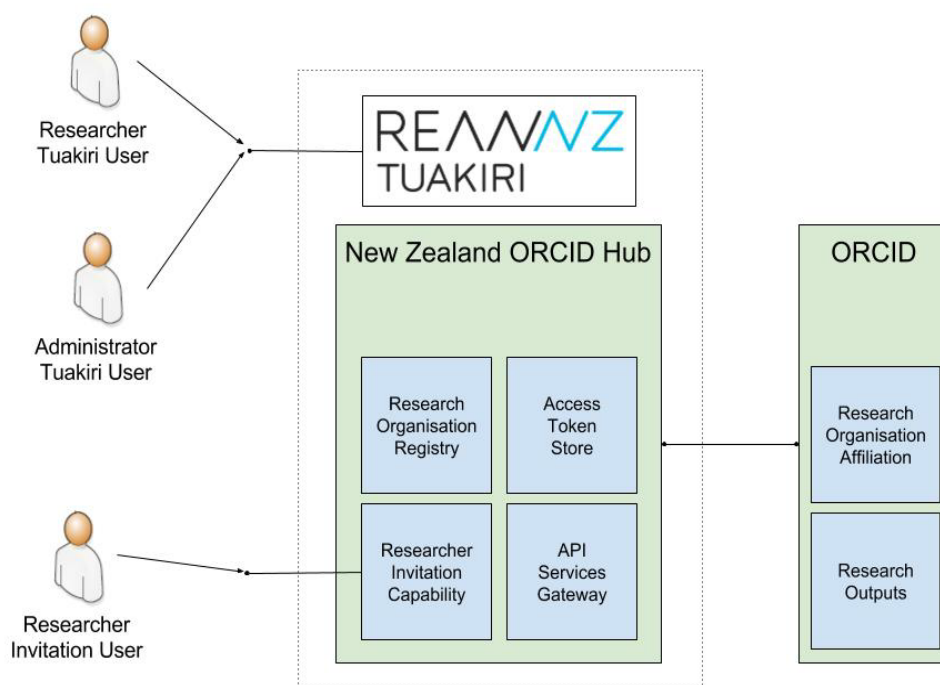 Researcher
Tuakiri User
REANNZ
TUAKIRI
New Zealand ORCID Hub
ORCID
Administrator
Tuakiri User
Research
Organisation
Registry
Access
Token
Store
Research
Organisation
Affiliation
Researcher
Invitation
Capability
API
Services
Gateway
Research
Outputs
Researcher
Invitation User